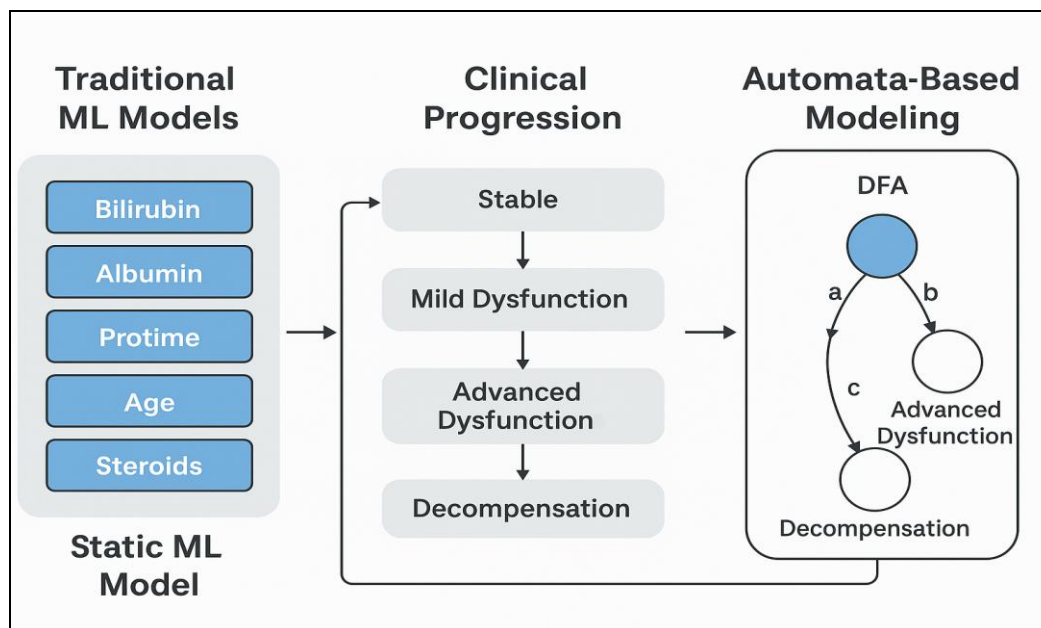 Traditional
ML Models
Bilirubin
Albumin
Protime
Age
Steroids
Static ML
Model
Clinical
Progression
Stable
Mild Dysfunction
Advanced
Dysfunction
Decompensation
Automata-Based
Modeling
DFA
a
b
c
Advanced
Dysfunction
Decompensation